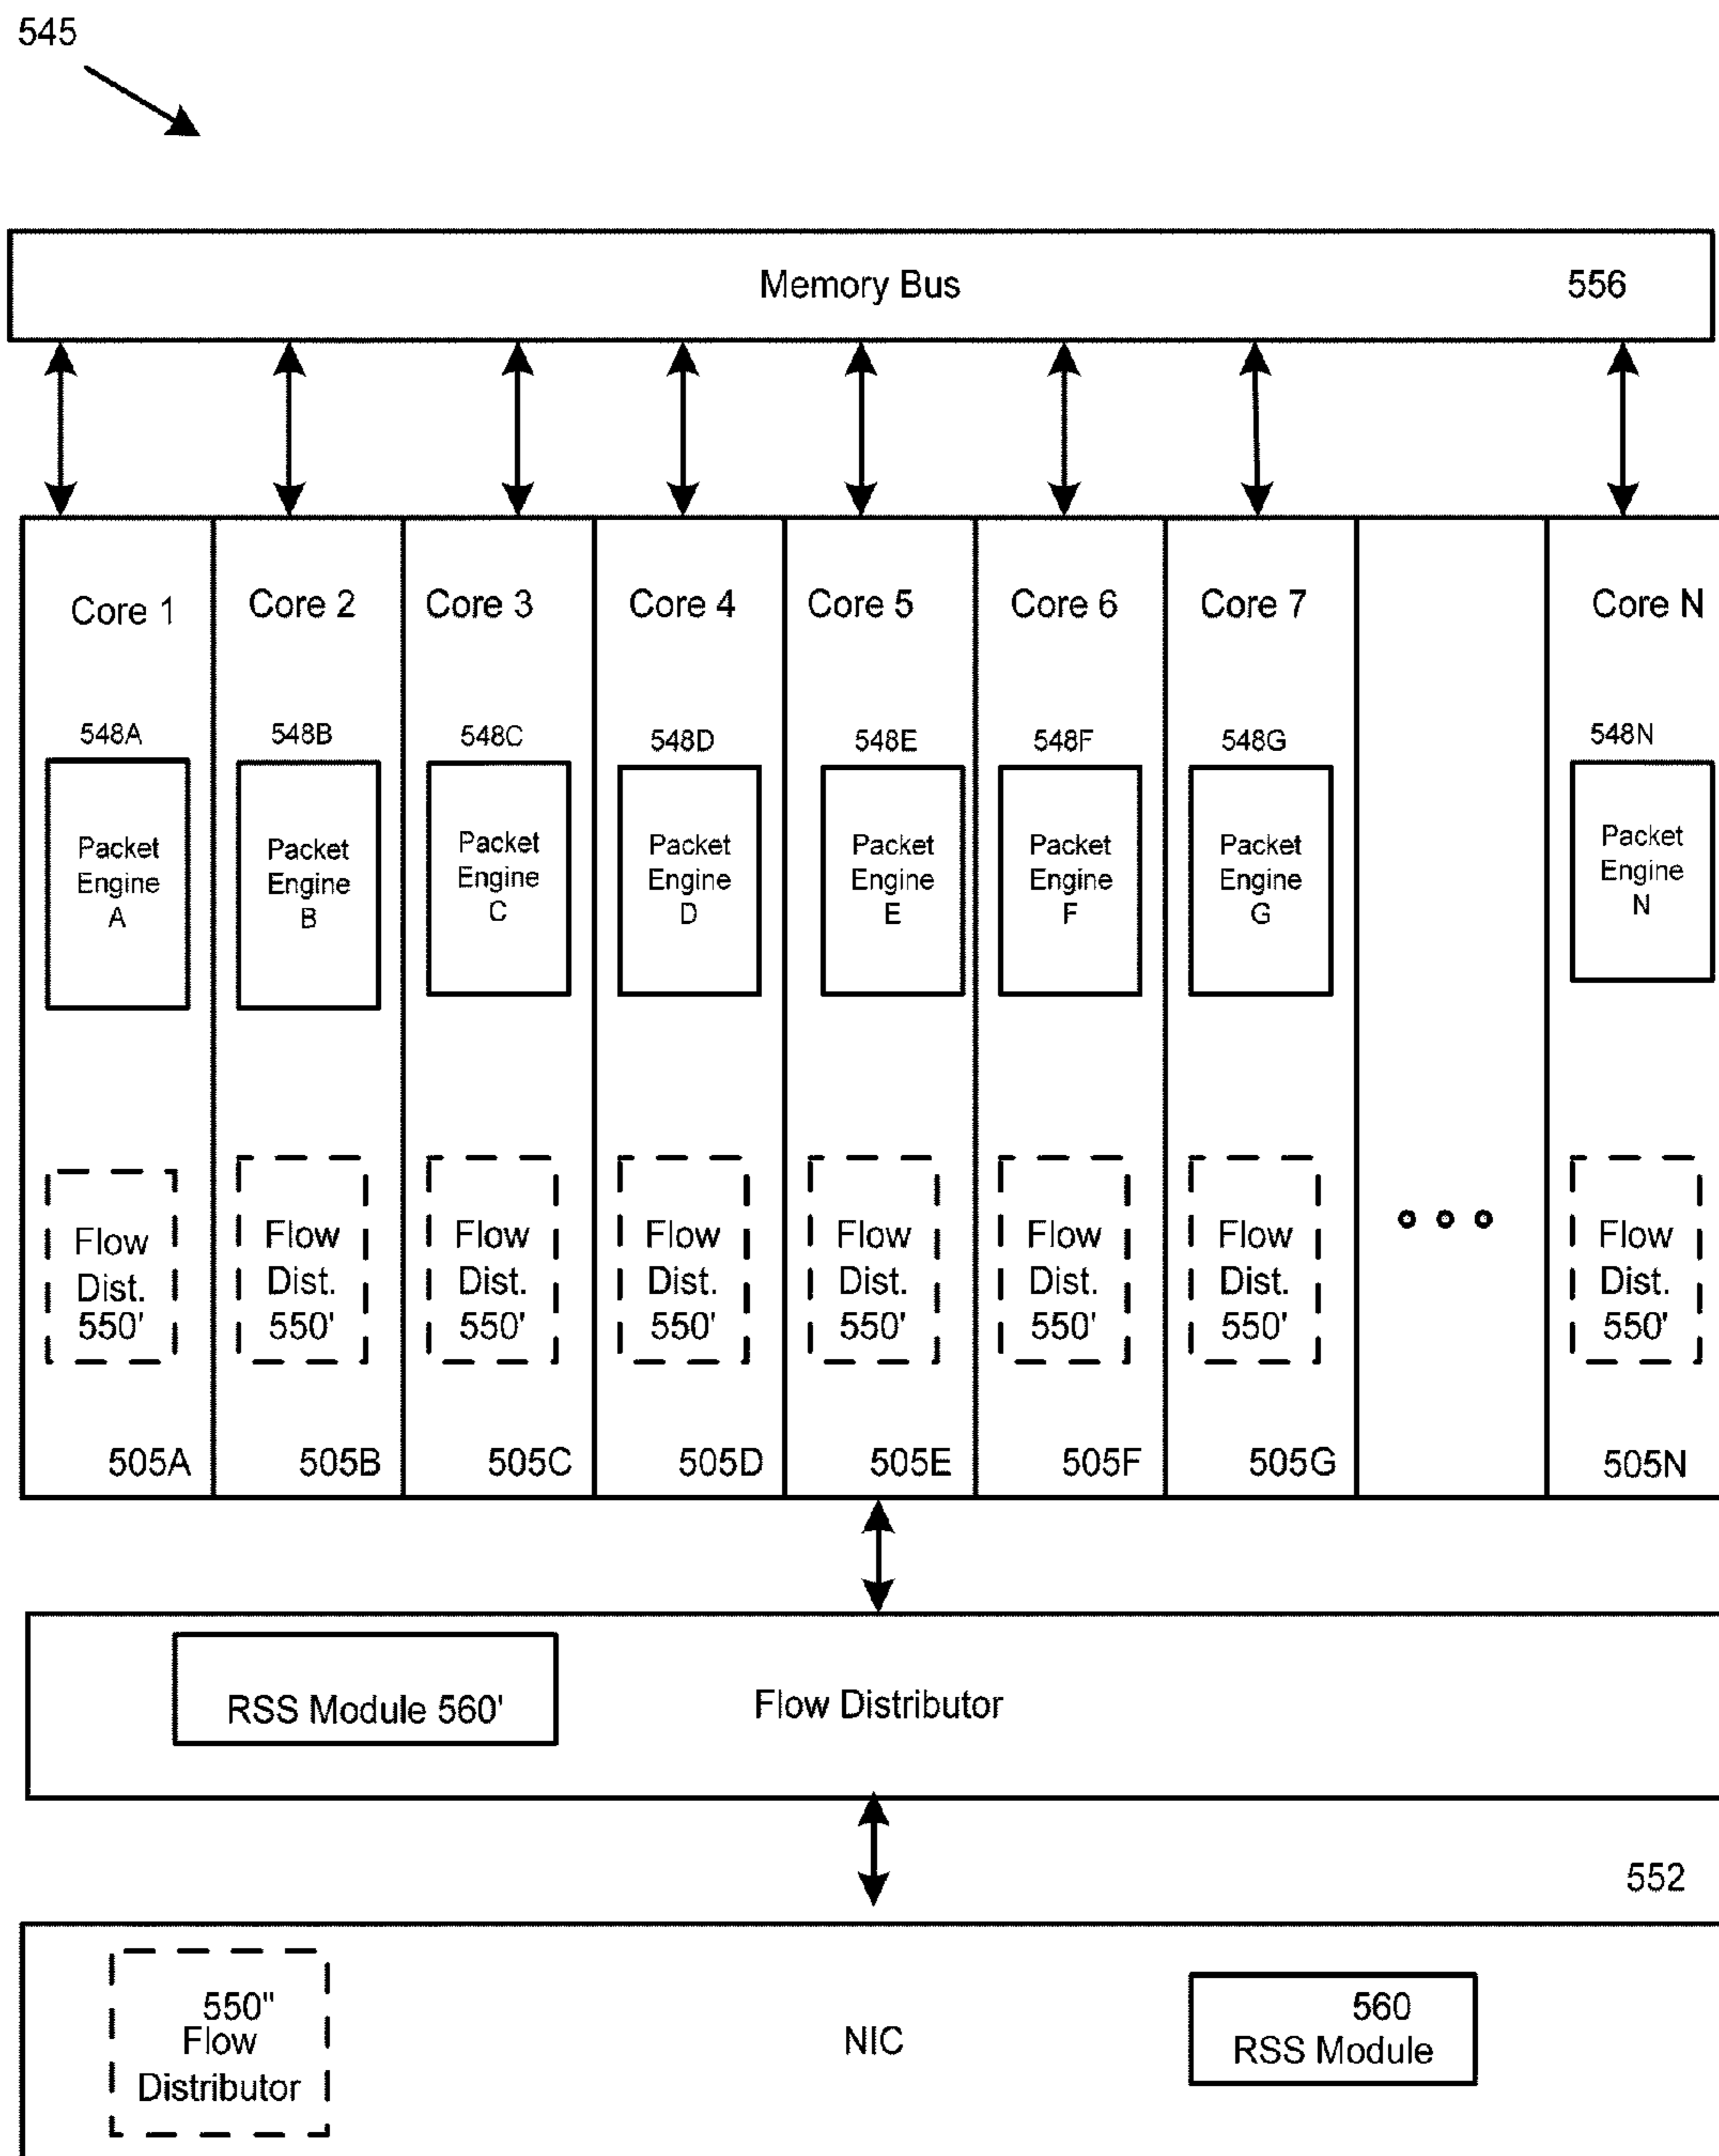 545
Memory Bus 556
Core 1 Core 2 Core 3 Core 4 Core 5 Core 6 Core 7 Core N
548A 548B 548C 548D 548E 548F 548G 548N
Packet Packet Packet Packet Packet Packet Packet Packet
Engine Engine Engine Engine Engine Engine Engine Engine
A B C D E F G N
Flow Flow Flow Flow Flow Flow Flow Flow
Dist. Dist. Dist. Dist. Dist. Dist. Dist. Dist.
550' 550' 550' 550' 550' 550' 550' 550'
505A 505B 505C 505D 505E 505F 505G 505N
RSS Module 560' Flow Distributor
552
550"
Flow
Distributor
NIC
560
RSS Module